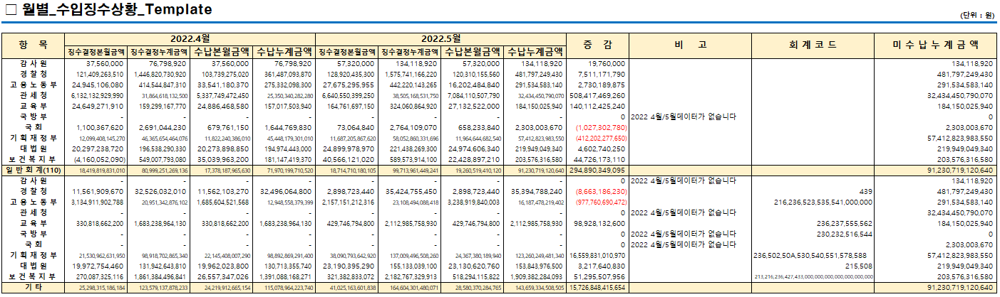 □ 월별_수입징수상황_Template
(단위 : 원)
항 목 2022.4월 2022.5월 증 감 비 고 회 계 코 드 미 수 납 누 계 금 액
징수결정본월금액 징수결정누계금액 수납본월금액 수납누계금액 징수결정본월금액 징수결정누계금액 수납본월금액 수납누계금액
감 사 원 37,560,000 76,798,920 37,560,000 76,798,920 57,320,000 134,118,920 57,320,000 134,118,920 19,760,000 134,118,920
경 찰 청 121,409,263,510 1,446,820,730,920 103,739,275,020 361,487,093,870 128,920,435,300 1,575,741,166,220 120,310,155,560 481,797,249,430 7,511,171,790 481,797,249,430
고 용 노 동 부 24,945,106,080 414,544,847,310 33,541,180,370 275,332,098,300 27,675,295,955 442,220,143,265 16,202,484,840 291,534,583,140 2,730,189,875 291,534,583,140
관 세 청 6,132,132,929,990 31,864,618,132,500 5,337,749,472,450 25,350,340,282,280 6,640,550,399,250 38,505,168,531,750 7,084,110,507,790 32,434,450,790,070 508,417,469,260 32,434,450,790,070
교 육 부 24,649,271,910 159,299,167,770 24,886,468,580 157,017,503,940 164,761,697,150 324,060,864,920 27,132,522,000 184,150,025,940 140,112,425,240 184,150,025,940
국 방 부 - - - - - - - - 0 2022 4월/5월데이터가 없습니다 0
국 회 1,100,367,620 2,691,044,230 679,761,150 1,644,769,830 73,064,840 2,764,109,070 658,233,840 2,303,003,670 (1,027,302,780) 2,303,003,670
기 획 재 정 부 12,099,408,145,270 46,365,654,464,076 11,822,240,386,010 45,448,179,301,010 11,687,205,867,620 58,052,860,331,696 11,964,644,682,540 57,412,823,983,550 (412,202,277,650) 57,412,823,983,550
대 법 원 20,297,238,720 196,538,290,330 20,273,898,850 194,974,443,000 24,899,978,970 221,438,269,300 24,974,606,340 219,949,049,340 4,602,740,250 219,949,049,340
보 건 복 지 부 (4,160,052,090) 549,007,793,080 35,039,963,200 181,147,419,370 40,566,121,020 589,573,914,100 22,428,897,210 203,576,316,580 44,726,173,110 203,576,316,580
일 반 회 계(110) 18,419,819,831,010 80,999,251,269,136 17,378,187,965,630 71,970,199,710,520 18,714,710,180,105 99,713,961,449,241 19,260,519,410,120 91,230,719,120,640 294,890,349,095 91,230,719,120,640
감 사 원 - - - - - - - - 0 2022 4월/5월데이터가 없습니다 134,118,920
경 찰 청 11,561,909,670 32,526,032,010 11,562,103,270 32,496,064,800 2,898,723,440 35,424,755,450 2,898,723,440 35,394,788,240 (8,663,186,230) 439 481,797,249,430
고 용 노 동 부 3,134,911,902,788 20,951,342,876,102 1,685,604,521,568 12,948,558,379,399 2,157,151,212,316 23,108,494,088,418 3,238,919,840,003 16,187,478,219,402 (977,760,690,472) 216,236,523,535,541,000,000 291,534,583,140
관 세 청 - - - - - - - - 0 2022 4월/5월데이터가 없습니다 32,434,450,790,070
교 육 부 330,818,662,200 1,683,238,964,130 330,818,662,200 1,683,238,964,130 429,746,794,800 2,112,985,758,930 429,746,794,800 2,112,985,758,930 98,928,132,600 236,237,555,562 184,150,025,940
국 방 부 - - - - - - - - 0 2022 4월/5월데이터가 없습니다 230,232,516,544 0
국 회 - - - - - - - - 0 2022 4월/5월데이터가 없습니다 2,303,003,670
기 획 재 정 부 21,530,962,631,950 98,918,702,865,340 22,145,408,007,290 98,892,869,291,400 38,090,793,642,920 137,009,496,508,260 24,367,380,189,940 123,260,249,481,340 16,559,831,010,970 236,502,50A,530,540,551,578,588 57,412,823,983,550
대 법 원 19,972,754,460 131,942,643,810 19,962,023,800 130,713,355,740 23,190,395,290 155,133,039,100 23,130,620,760 153,843,976,500 3,217,640,830 215,508 219,949,049,340
보 건 복 지 부 270,087,325,116 1,861,384,496,841 26,557,347,026 1,391,088,168,271 321,382,833,072 2,182,767,329,913 518,294,115,822 1,909,382,284,093 51,295,507,956 213,216,236,427,433,000,000,000,000,000,000,000 203,576,316,580
기 타 25,298,315,186,184 123,579,137,878,233 24,219,912,665,154 115,078,964,223,740 41,025,163,601,838 164,604,301,480,071 28,580,370,284,765 143,659,334,508,505 15,726,848,415,654 91,230,719,120,640